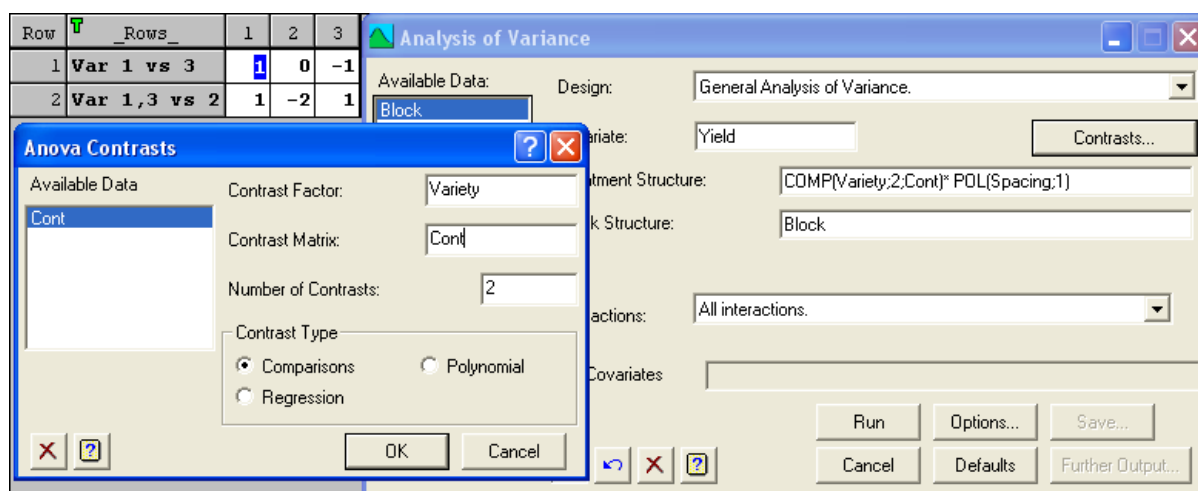 Row _Rows_ 1 2 3
1 Var 1 vs 3 1 0 -1
2 Var 1,3 vs 2 1 -2 1
Analysis of Variance
Available Data:
Block
Design: General Analysis of Variance.
ariate: Yield Contrasts...
tment Structure: COMP(Variety;2;Cont)* POL(Spacing;1)
k Structure: Block
actions: All interactions.
Covariates
Run Options... Save...
Cancel Defaults Further Output...
Anova Contrasts
Available Data
Cont
Contrast Factor: Variety
Contrast Matrix: Cont
Number of Contrasts: 2
Contrast Type
Comparisons Polynomial
Regression
OK Cancel